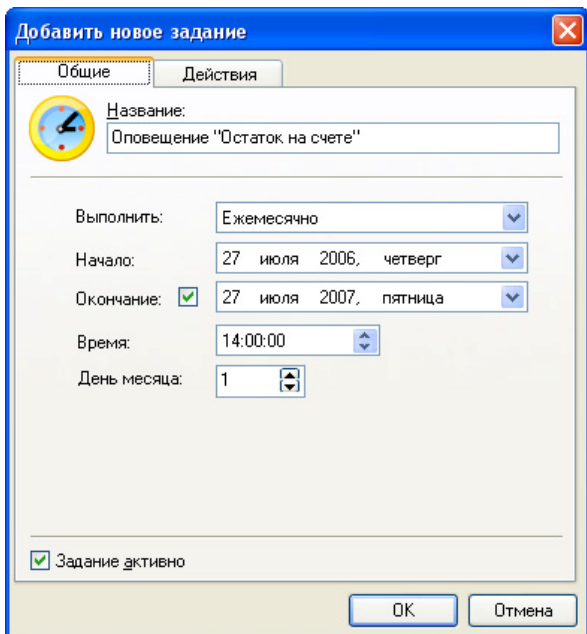 Добавить новое задание
Общие Действия
Название:
Оповещение "Остаток на счете"
Выполнить: Ежемесячно
Начало: 27 июля 2006, четверг
Окончание: 27 июля 2007, пятница
Время: 14:00:00
День месяца: 1
Задание активно
OK Отмена